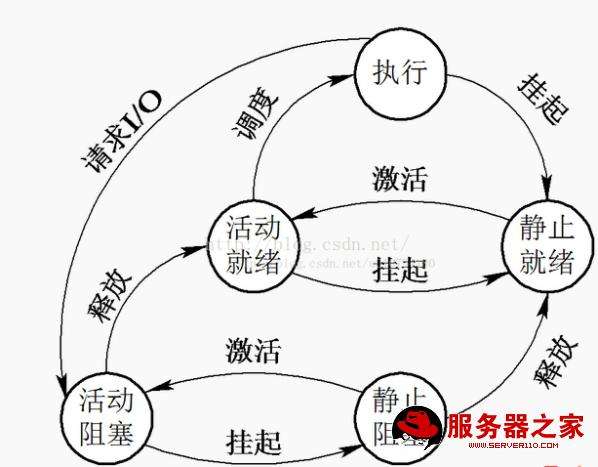 执行
请求I/O
调度
挂起
激活
活动
就绪
静止
就绪
http://blog.csdn.net/
挂起
释放
激活
释放
活动
阻塞
静止
阻塞
挂起
服务器之家
WWW.SERVER110.COM